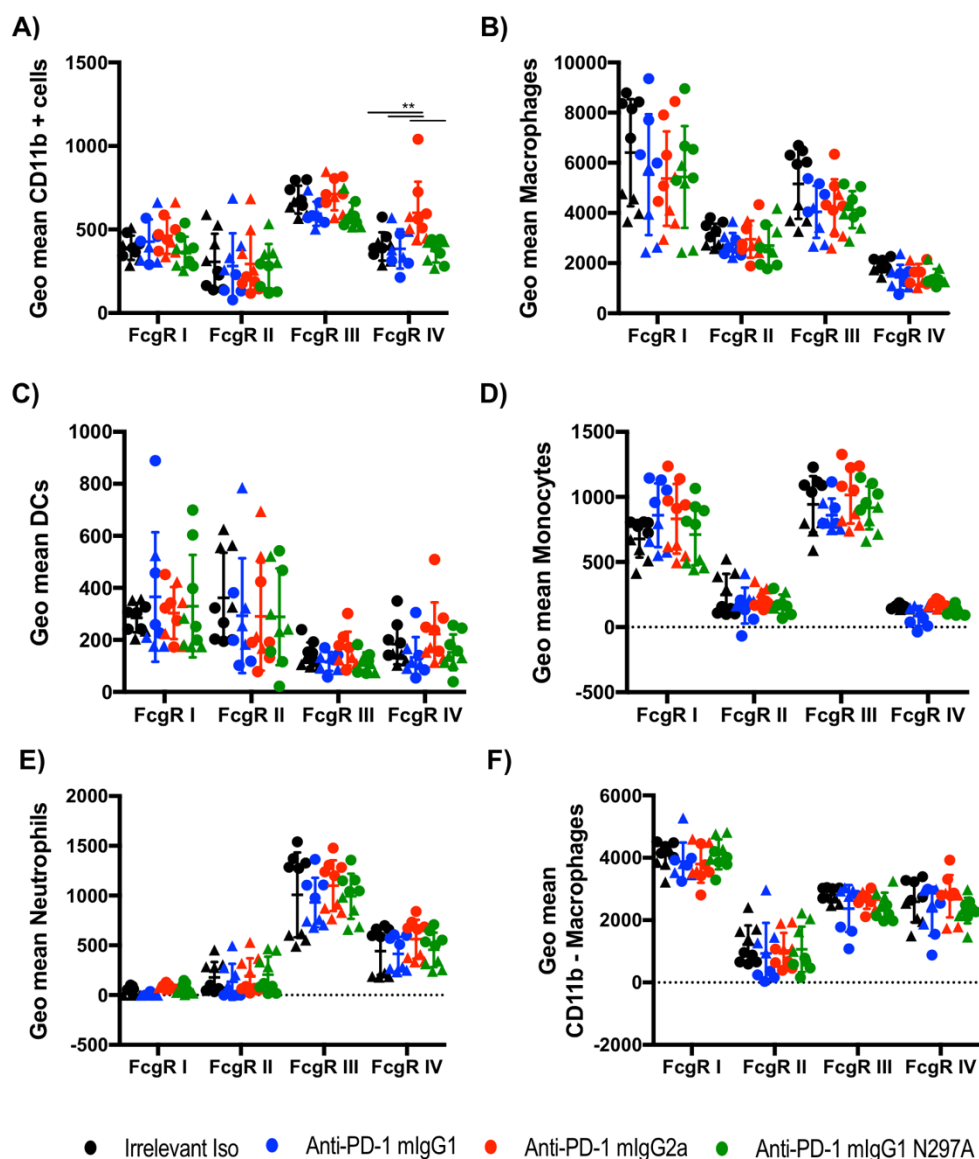 A)
Geo mean CD11b + cells
1500
1000
500
0
**
FcgR I FcgR II FcgR III FcgR IV
B)
Geo mean Macrophages
10000
8000
6000
4000
2000
0
FcgR I FcgR II FcgR III FcgR IV
C)
Geo mean DCs
1000
800
600
400
200
0
FcgR I FcgR II FcgR III FcgR IV
D)
Geo mean Monocytes
1500
1000
500
0
-500
FcgR I FcgR II FcgR III FcgR IV
E)
Geo mean Neutrophils
2000
1500
1000
500
0
-500
FcgR I FcgR II FcgR III FcgR IV
F)
Geo mean
CD11b - Macrophages
6000
4000
2000
0
-2000
FcgR I FcgR II FcgR III FcgR IV
Irrelevant Iso Anti-PD-1 mIgG1 Anti-PD-1 mIgG2a Anti-PD-1 mIgG1 N297A